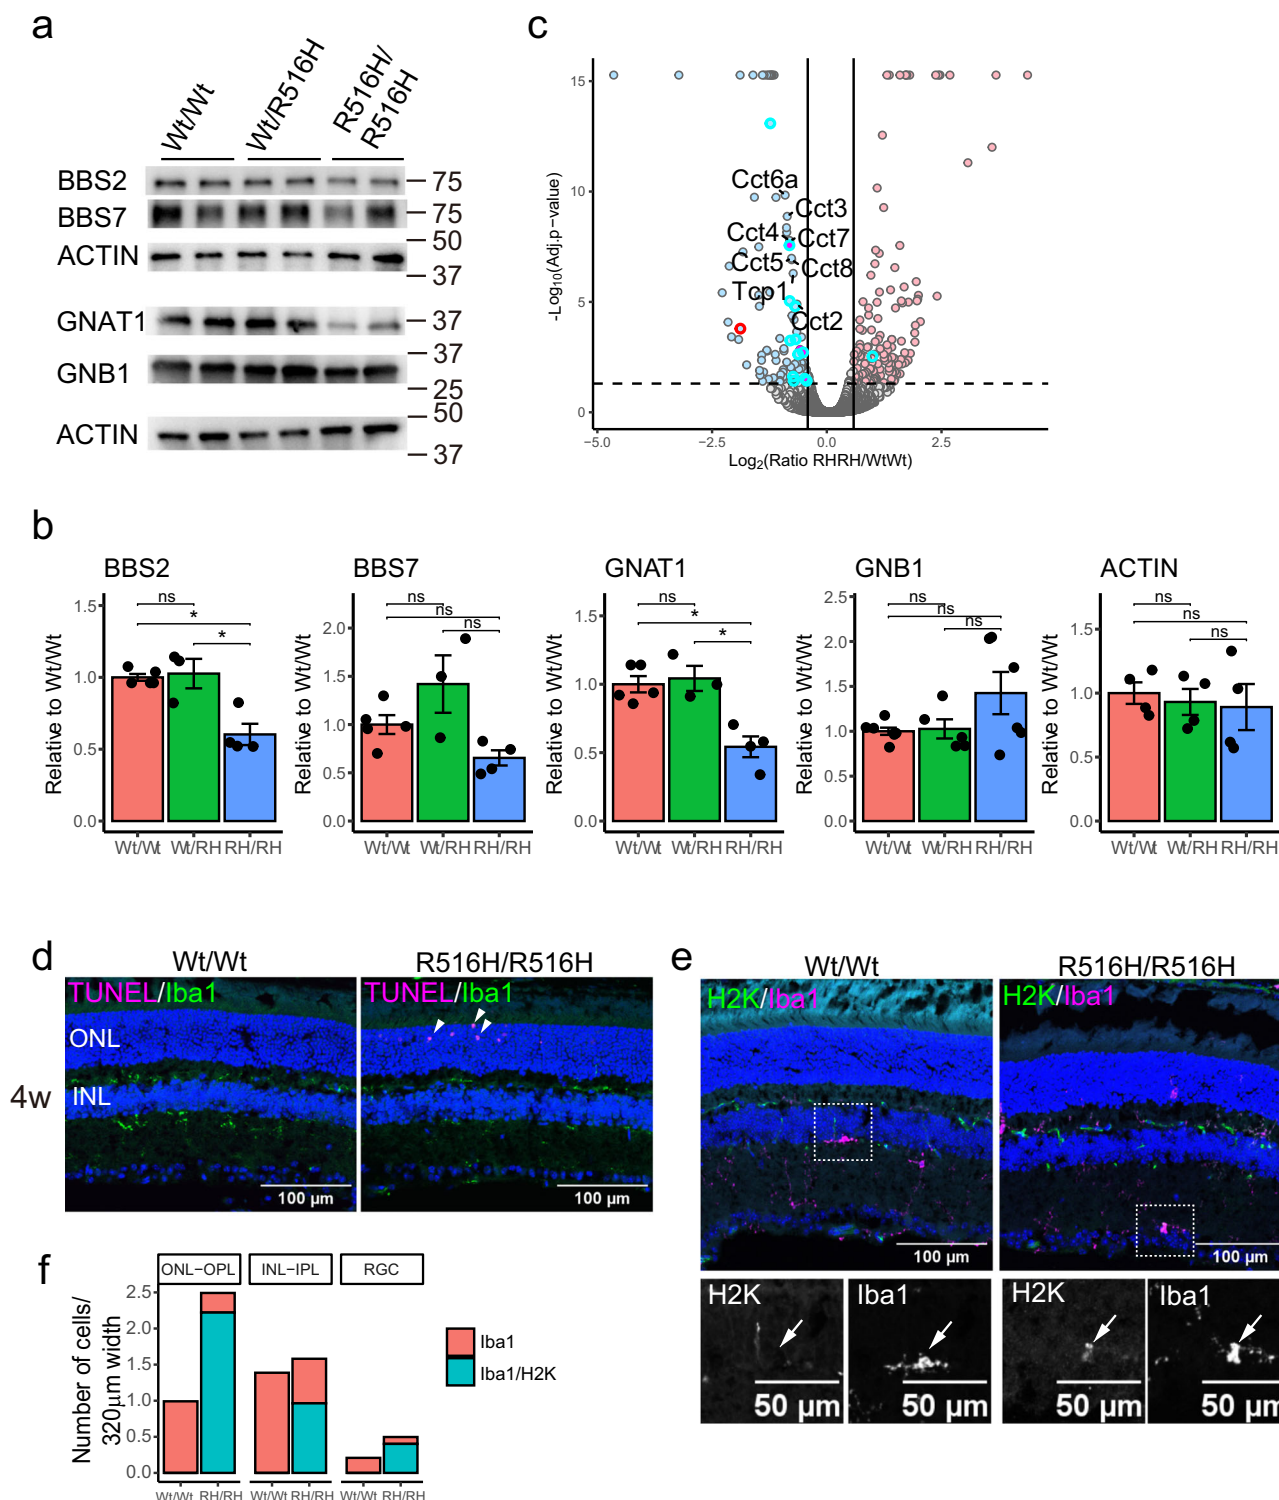 a
Wt/Wt
Wt/R516H
R516H/
R516H
BBS2
75
BBS7
75
50
ACTIN
37
GNAT1
37
37
GNB1
25
50
ACTIN
37
c
-Log10(Adj.p-value)
15
10
5
0
Cct6a
Cct3
Cct4
Cct7
Cct5
Cct8
Tcp1
Cct2
-5.0
-2.5
0.0
2.5
Log2(Ratio RHRH/WtWt)
b
BBS2
Relative to Wt/Wt
1.5
1.0
0.5
0.0
ns
*
*
Wt/Wt
Wt/RH
RH/RH
BBS7
Relative to Wt/Wt
2.0
1.5
1.0
0.5
0.0
ns
ns
ns
Wt/Wt
Wt/RH
RH/RH
GNAT1
Relative to Wt/Wt
1.5
1.0
0.5
0.0
ns
*
*
Wt/Wt
Wt/RH
RH/RH
GNB1
Relative to Wt/Wt
2.5
2.0
1.5
1.0
0.5
0.0
ns
ns
ns
Wt/Wt
Wt/RH
RH/RH
ACTIN
Relative to Wt/Wt
1.5
1.0
0.5
0.0
ns
ns
ns
Wt/Wt
Wt/RH
RH/RH
d
Wt/Wt
R516H/R516H
TUNEL/Iba1
TUNEL/Iba1
ONL
INL
4w
100 µm
100 µm
e
Wt/Wt
R516H/R516H
H2K/Iba1
H2K/Iba1
100 µm
100 µm
H2K
Iba1
H2K
Iba1
50 µm
50 µm
50 µm
50 µm
f
Number of cells/
320µm width
2.5
2.0
1.5
1.0
0.5
0.0
ONL-OPL
INL-IPL
RGC
Wt/Wt
RH/RH
Wt/Wt
RH/RH
Wt/Wt
RH/RH
Iba1
Iba1/H2K